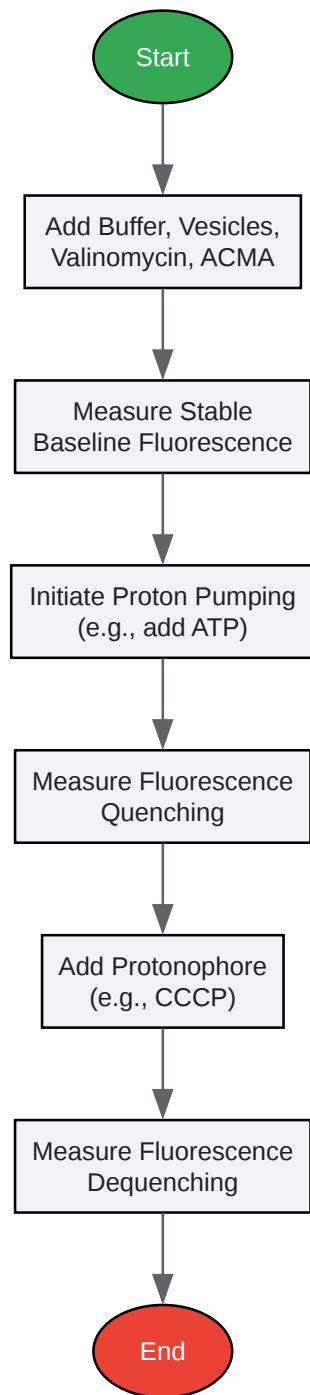 Start
Add Buffer, Vesicles,
Valinomycin, ACMA
Measure Stable
Baseline Fluorescence
Initiate Proton Pumping
(e.g., add ATP)
Measure Fluorescence
Quenching
Add Protonophore
(e.g., CCCP)
Measure Fluorescence
Dequenching
End